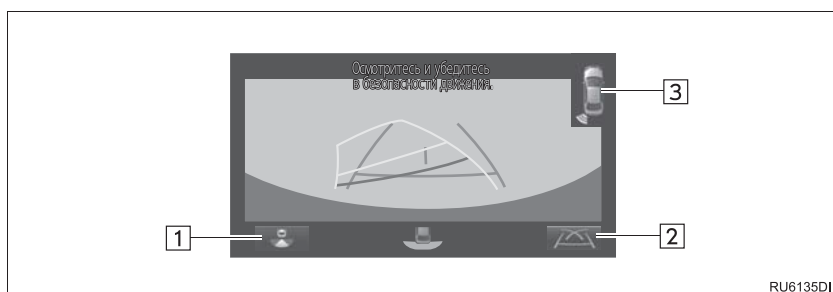 Осмотритесь и убедитесь
в безопасности движения.
3
1
2
RU6135DI